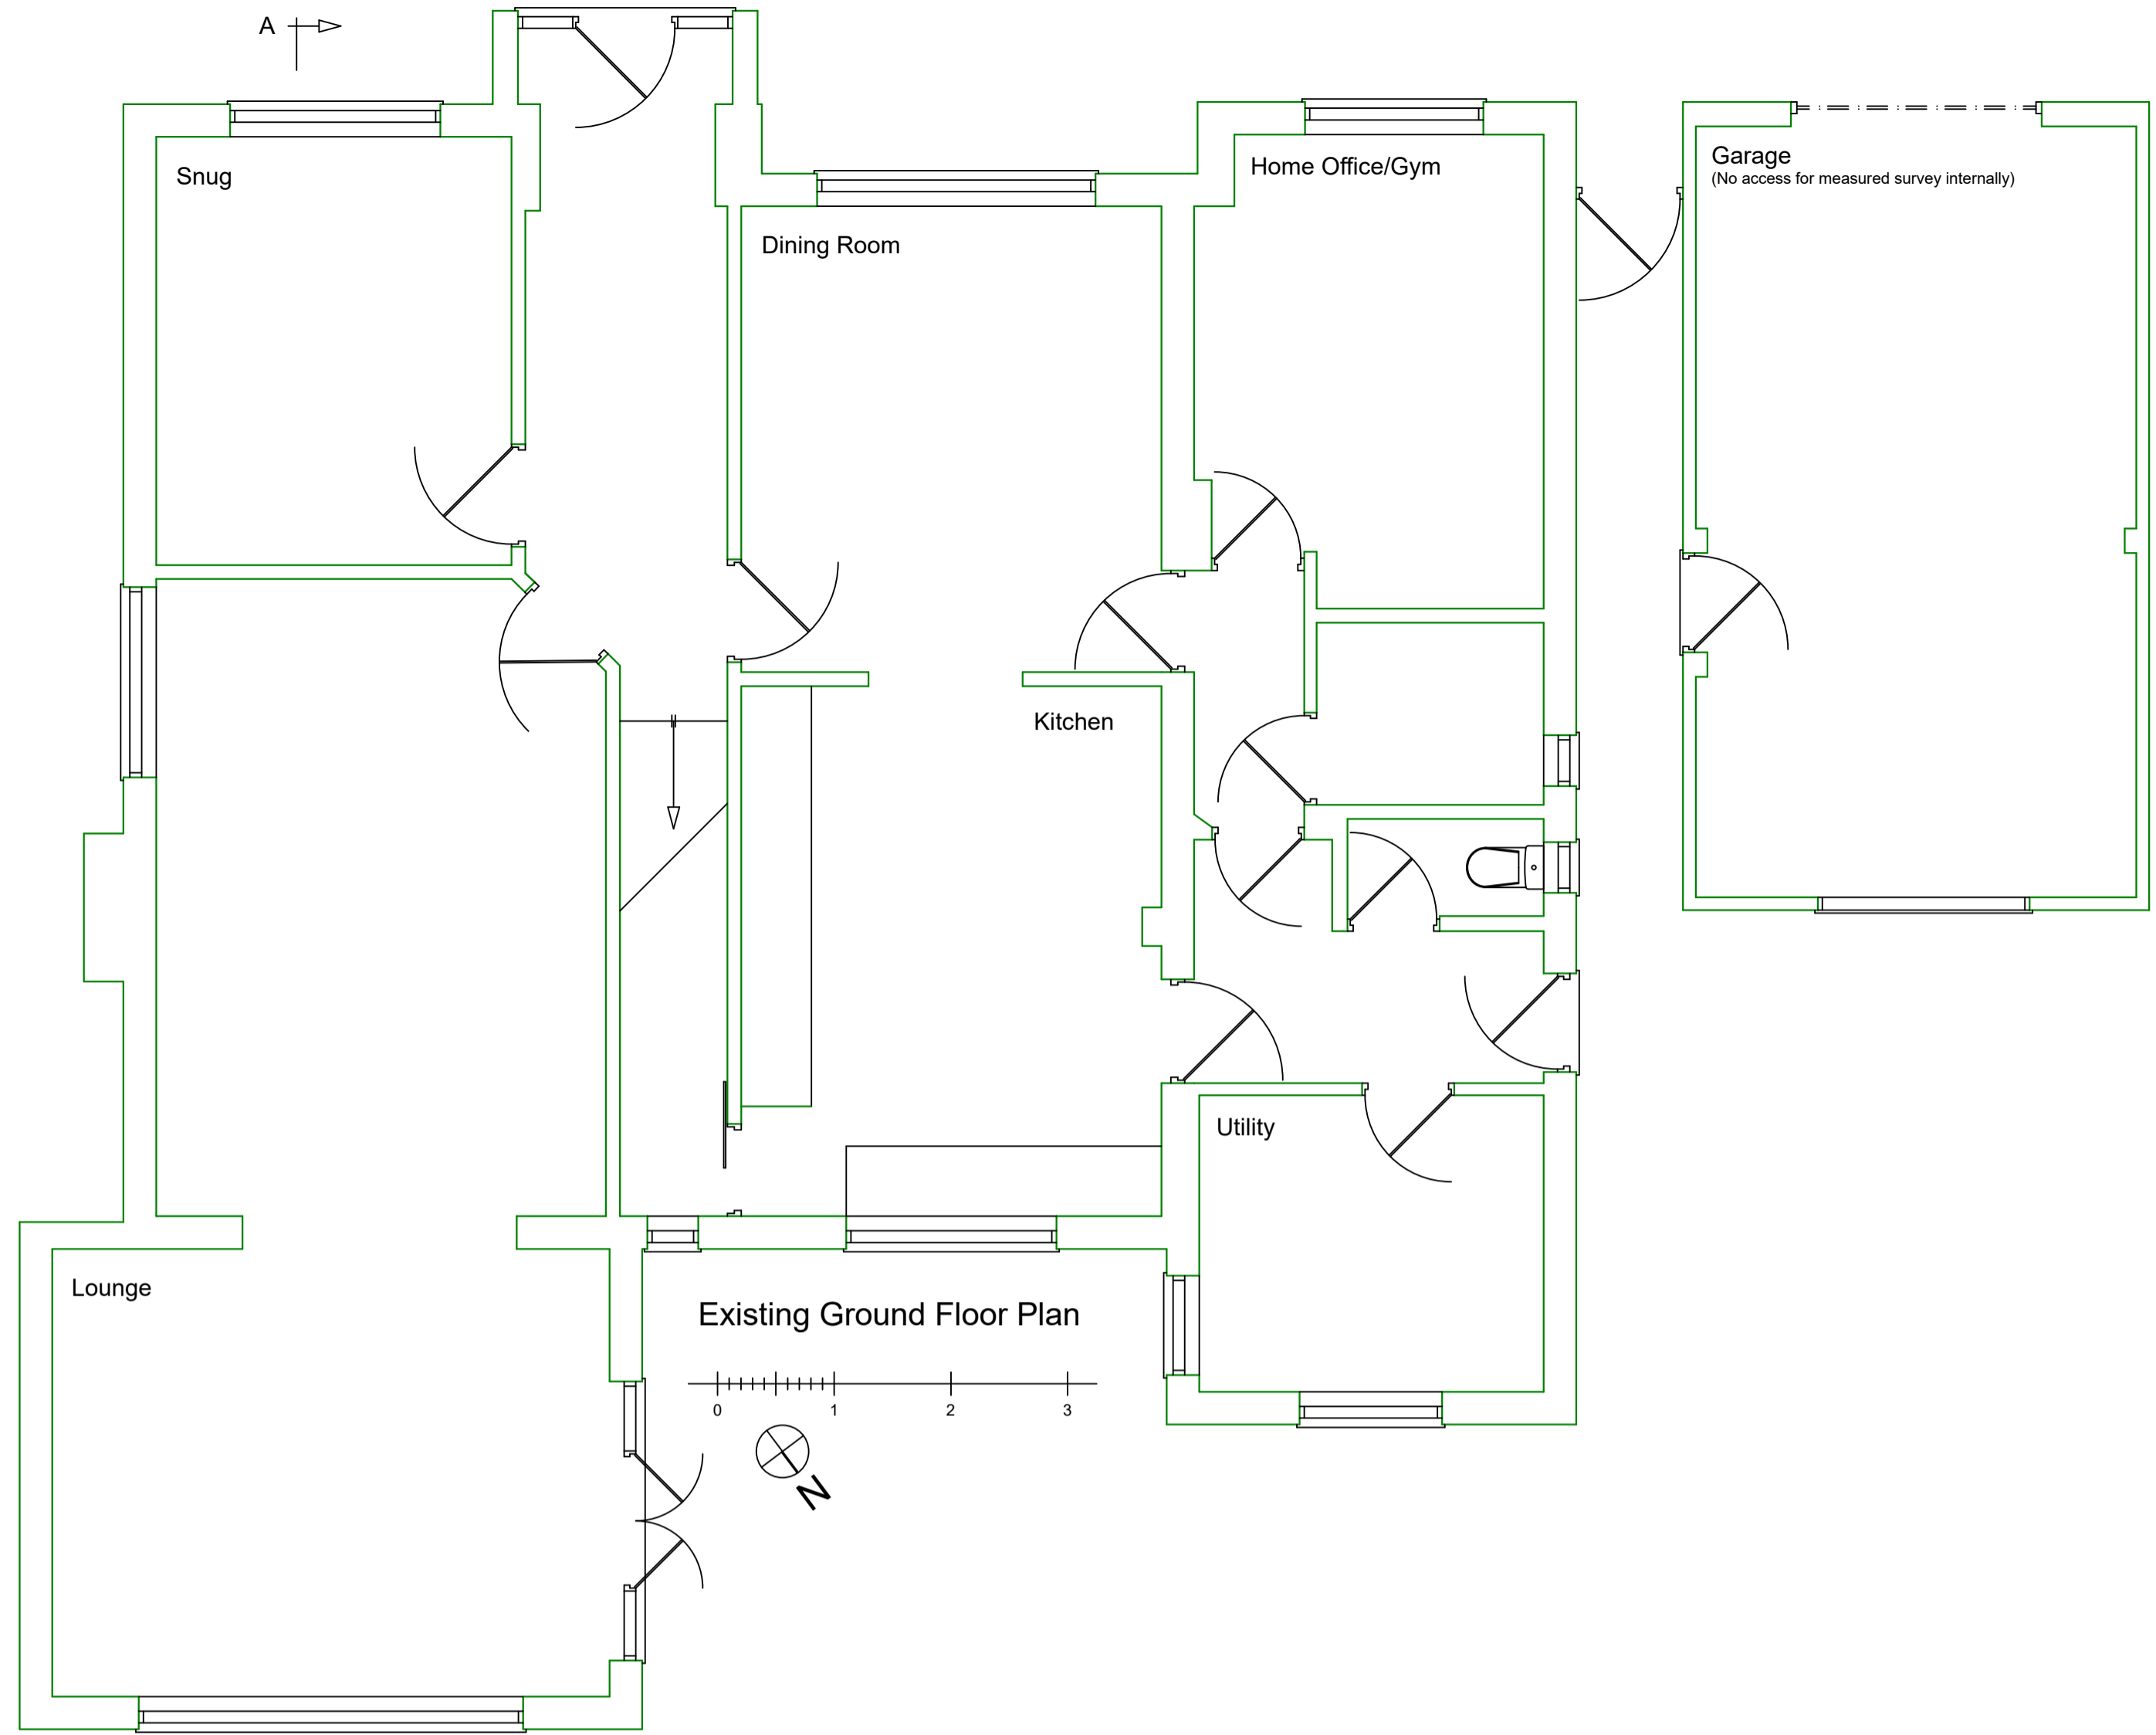 A
Snug
Dining Room
Home Office/Gym
Garage
(No access for measured survey internally)
Kitchen
Utility
Lounge
Existing Ground Floor Plan
0 1 2 3
N